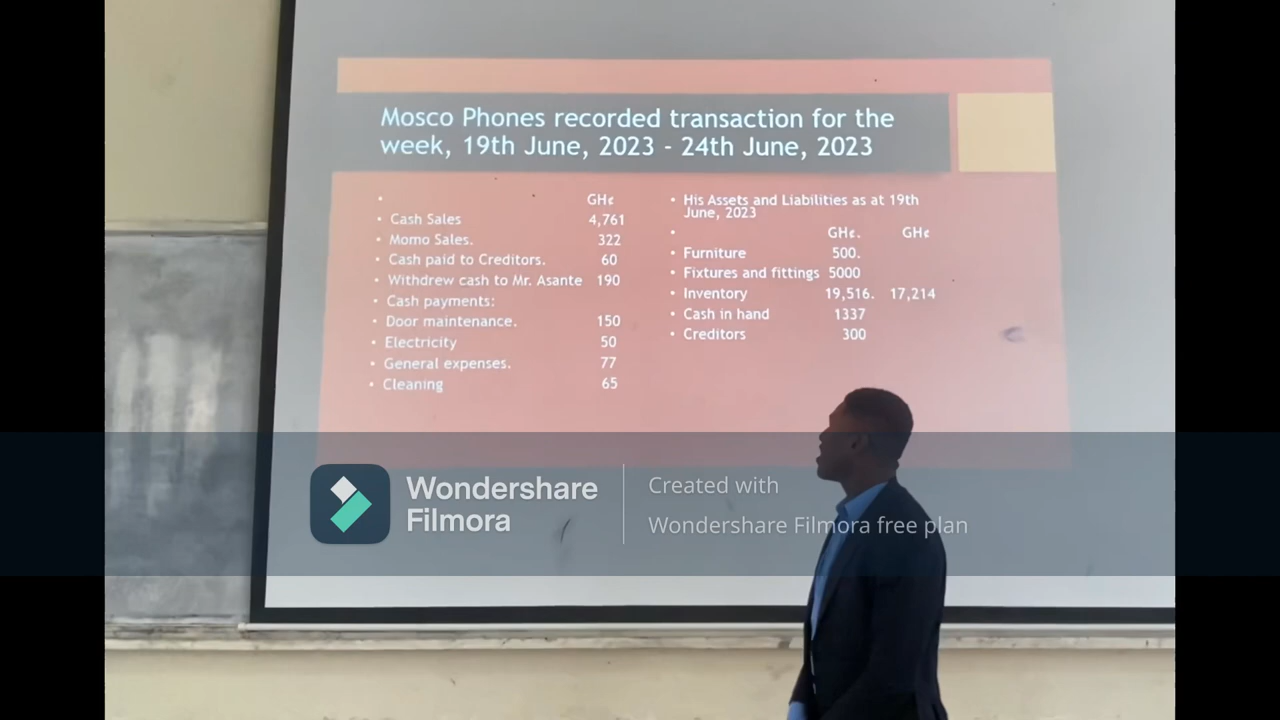 Mosco Phones recorded transaction for the
week, 19th June, 2023 - 24th June, 2023
GH¢
Cash Sales 4,761
Momo Sales. 322
Cash paid to Creditors. 60
Withdrew cash to Mr. Asante 190
Cash payments:
Door maintenance. 150
Electricity 50
General expenses. 77
Cleaning 65
His Assets and Liabilities as at 19th
June, 2023
GH¢. GH¢
Furniture 500.
Fixtures and fittings 5000
Inventory 19,516. 17,214
Cash in hand 1337
Creditors 300
Wondershare
Filmora
Created with
Wondershare Filmora free plan